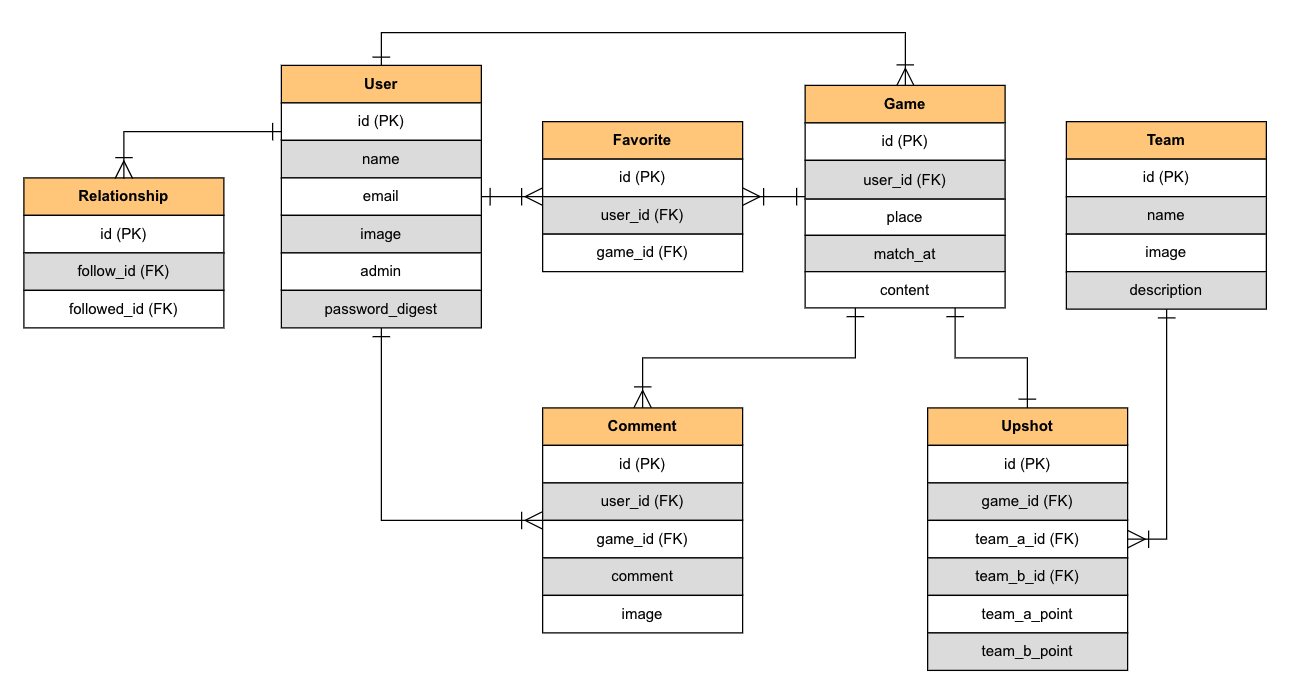 User
id (PK)
name
email
image
admin
password_digest
Relationship
id (PK)
follow_id (FK)
followed_id (FK)
Favorite
id (PK)
user_id (FK)
game_id (FK)
Game
id (PK)
user_id (FK)
place
match_at
content
Team
id (PK)
name
image
description
Comment
id (PK)
user_id (FK)
game_id (FK)
comment
image
Upshot
id (PK)
game_id (FK)
team_a_id (FK)
team_b_id (FK)
team_a_point
team_b_point